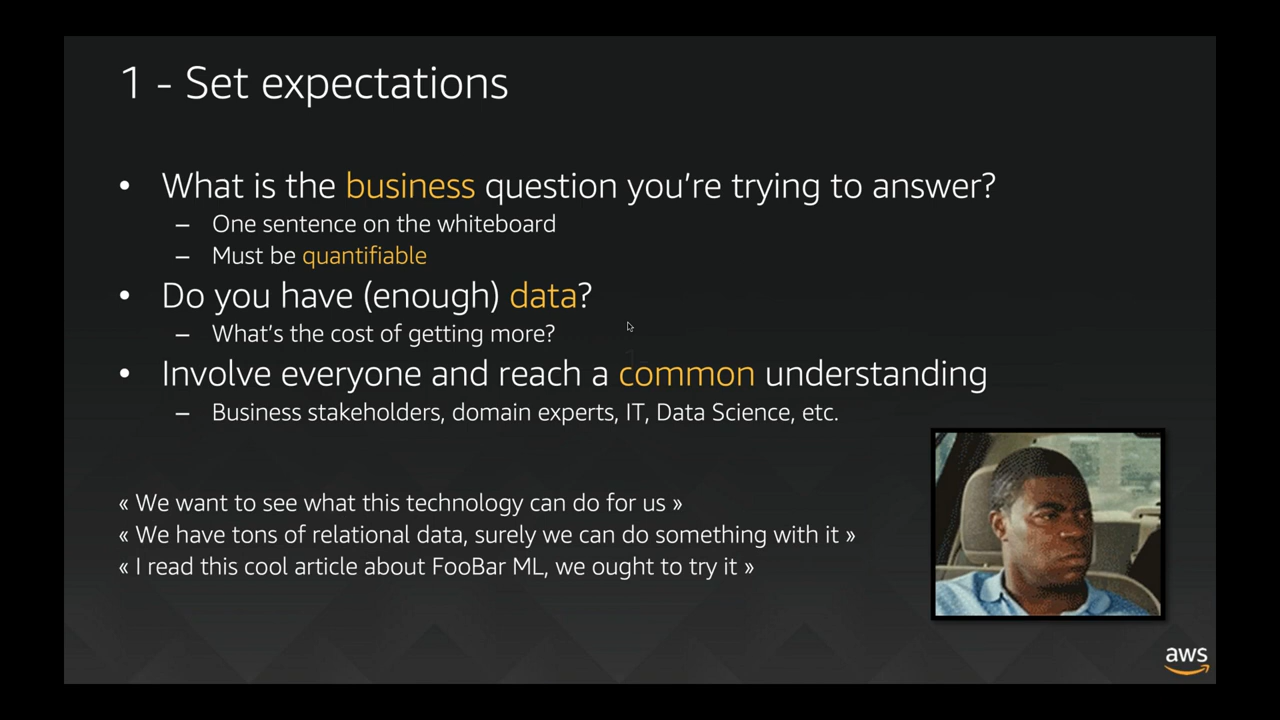 1 - Set expectations
• What is the business question you're trying to answer?
– One sentence on the whiteboard
– Must be quantifiable
• Do you have (enough) data?
– What's the cost of getting more?
• Involve everyone and reach a common understanding
– Business stakeholders, domain experts, IT, Data Science, etc.
« We want to see what this technology can do for us »
« We have tons of relational data, surely we can do something with it »
« I read this cool article about FooBar ML, we ought to try it »
aws